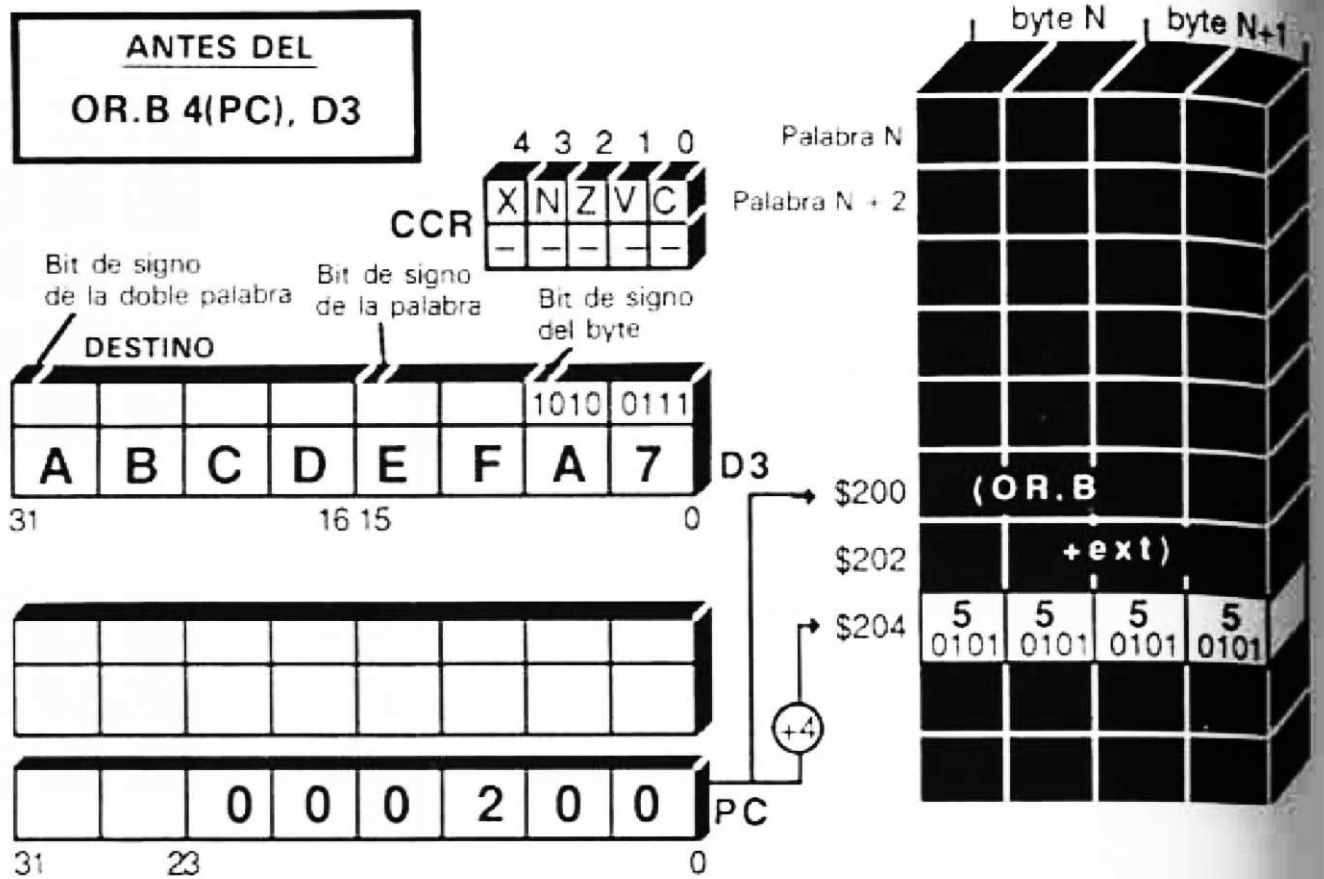 ANTES DEL
OR.B 4(PC), D3
byte N
byte N+1
Palabra N
Palabra N + 2
4 3 2 1 0
X N Z V C
CCR
– – – – –
Bit de signo
de la doble palabra
Bit de signo
de la palabra
Bit de signo
del byte
DESTINO
1010 0111
A B C D E F A 7
D3
31 16 15 0
$200
(OR.B
$202
+ext)
$204
5 5 5 5
0101 0101 0101 0101
+4
0 0 0 2 0 0
PC
31 23 0